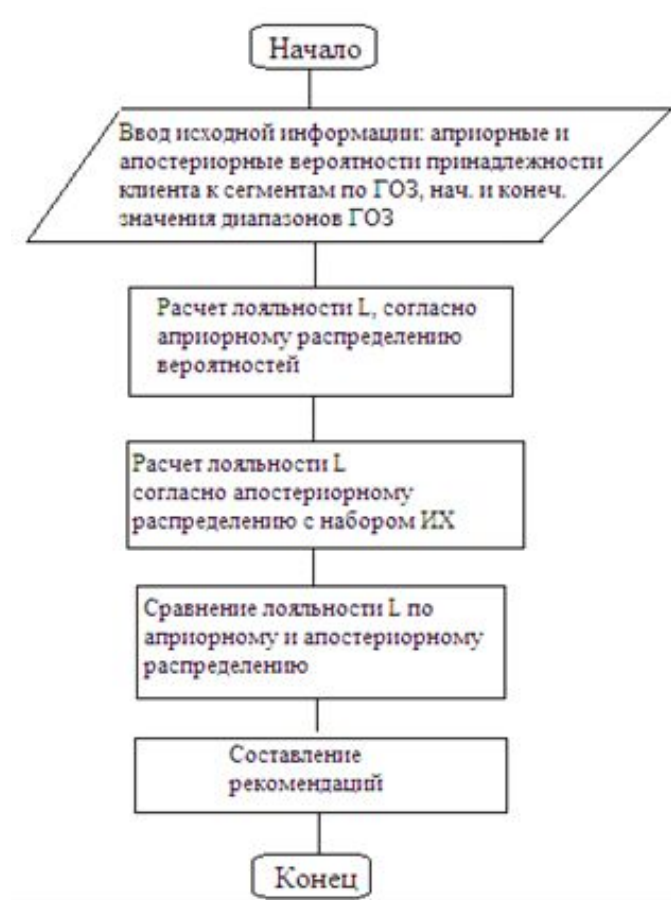 Начало
Ввод исходной информации: априорные и
апостериорные вероятности принадлежности
клиента к сегментам по ГОЗ, нач. и конеч.
значения диапазонов ГОЗ
Расчет лояльности L, согласно
априорному распределению
вероятностей
Расчет лояльности L
согласно апостериорному
распределению с набором ИХ
Сравнение лояльности L по
априорному и апостериорному
распределению
Составление
рекомендаций
Конец